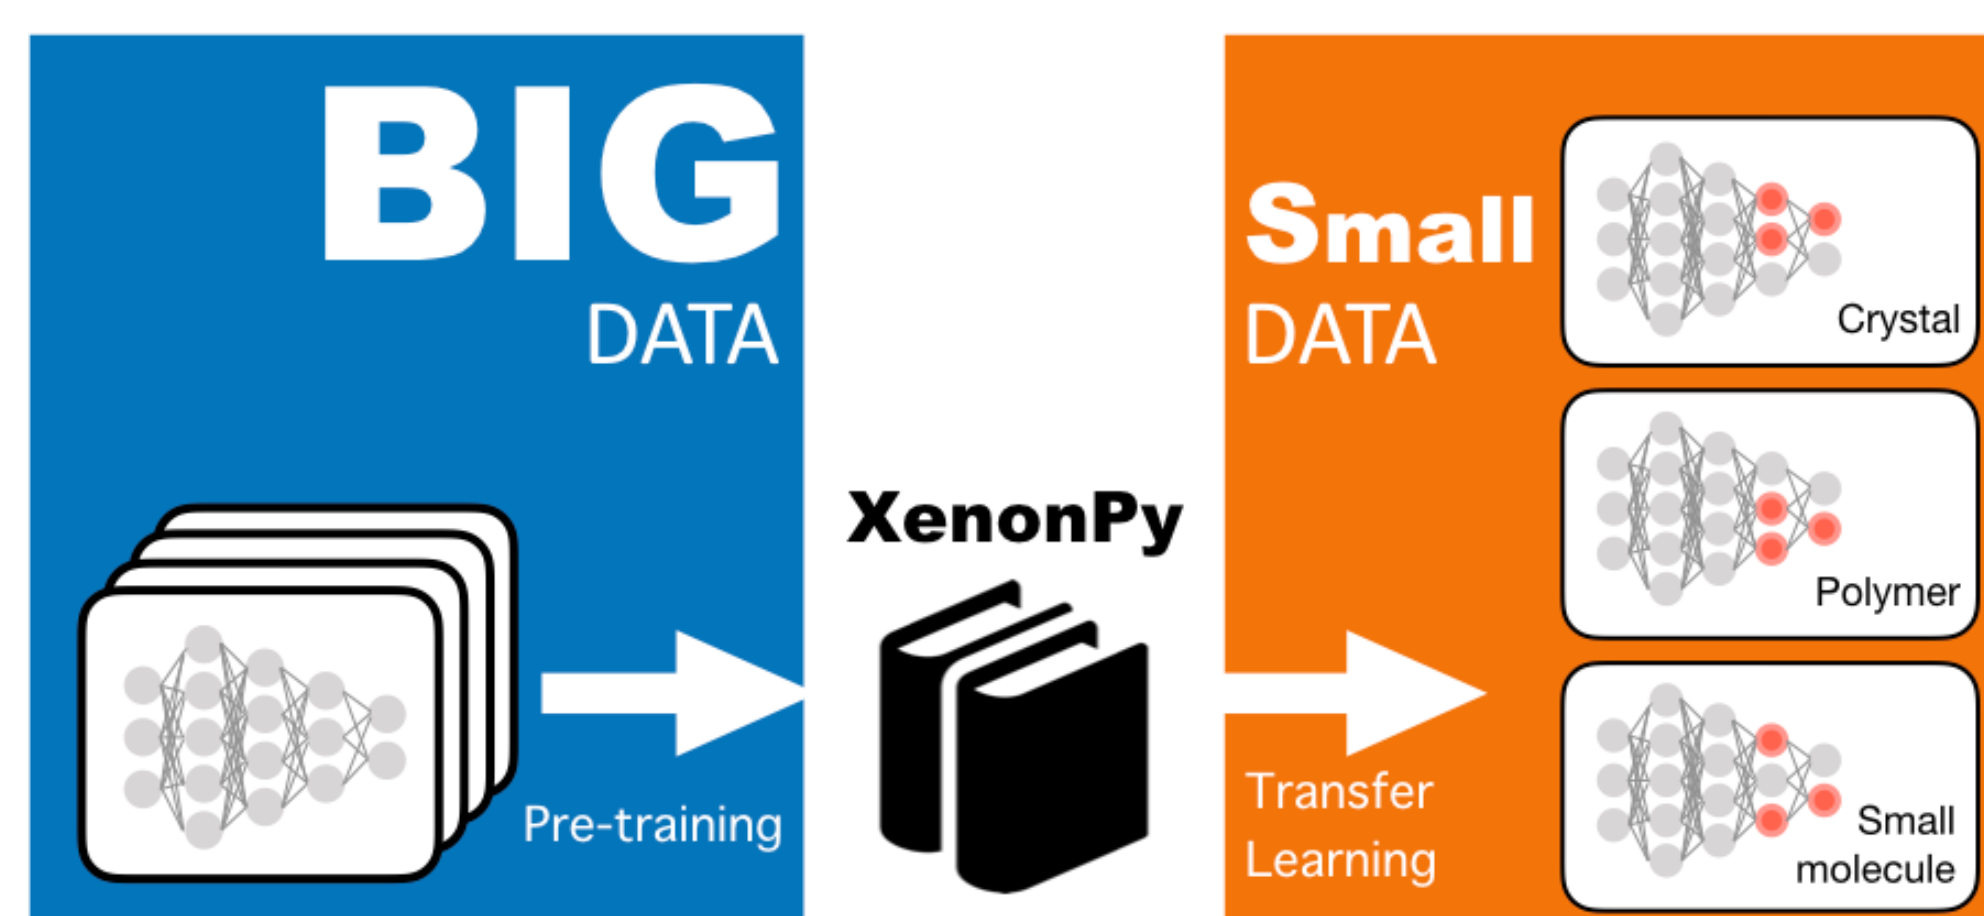 BIG
DATA
Pre-training
XenonPy
Small
DATA
Transfer
Learning
Crystal
Polymer
Small
molecule